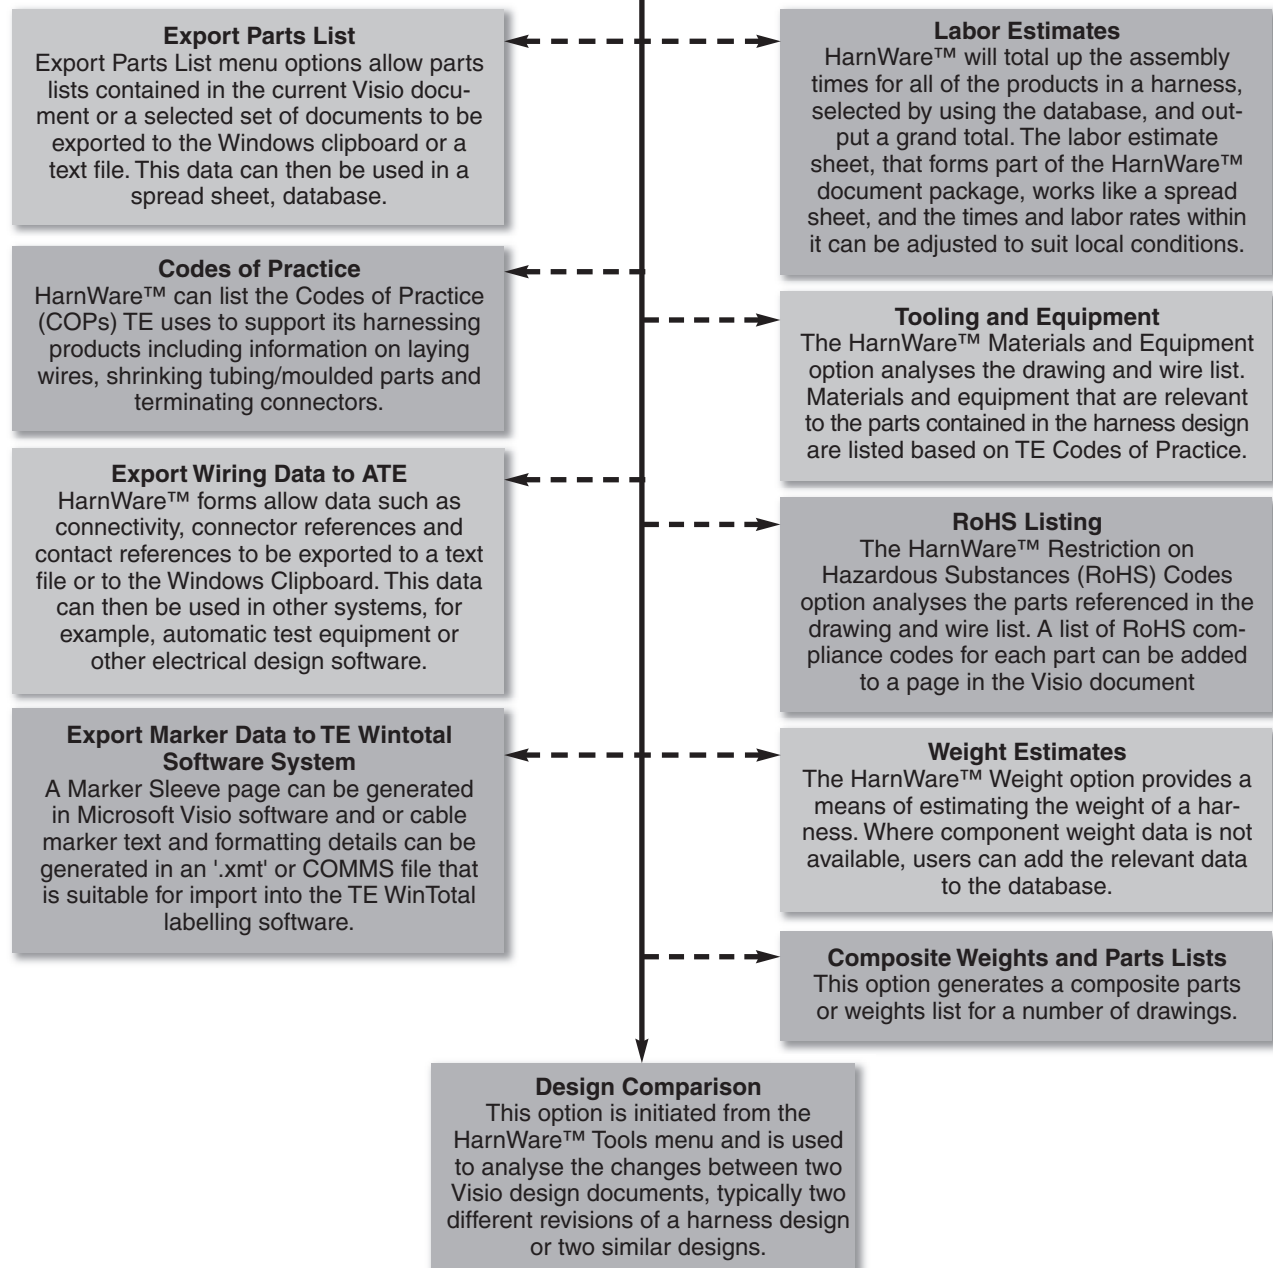 Export Parts List
Export Parts List menu options allow parts
lists contained in the current Visio docu-
ment or a selected set of documents to be
exported to the Windows clipboard or a
text file. This data can then be used in a
spread sheet, database.
Labor Estimates
HarnWare™ will total up the assembly
times for all of the products in a harness,
selected by using the database, and out-
put a grand total. The labor estimate
sheet, that forms part of the HarnWare™
document package, works like a spread
sheet, and the times and labor rates within
it can be adjusted to suit local conditions.
Codes of Practice
HarnWare™ can list the Codes of Practice
(COPs) TE uses to support its harnessing
products including information on laying
wires, shrinking tubing/moulded parts and
terminating connectors.
Tooling and Equipment
The HarnWare™ Materials and Equipment
option analyses the drawing and wire list.
Materials and equipment that are relevant
to the parts contained in the harness design
are listed based on TE Codes of Practice.
Export Wiring Data to ATE
HarnWare™ forms allow data such as
connectivity, connector references and
contact references to be exported to a text
file or to the Windows Clipboard. This data
can then be used in other systems, for
example, automatic test equipment or
other electrical design software.
RoHS Listing
The HarnWare™ Restriction on
Hazardous Substances (RoHS) Codes
option analyses the parts referenced in the
drawing and wire list. A list of RoHS com-
pliance codes for each part can be added
to a page in the Visio document
Export Marker Data to TE Wintotal
Software System
A Marker Sleeve page can be generated
in Microsoft Visio software and or cable
marker text and formatting details can be
generated in an '.xmt' or COMMS file that
is suitable for import into the TE WinTotal
labelling software.
Weight Estimates
The HarnWare™ Weight option provides a
means of estimating the weight of a har-
ness. Where component weight data is not
available, users can add the relevant data
to the database.
Composite Weights and Parts Lists
This option generates a composite parts
or weights list for a number of drawings.
Design Comparison
This option is initiated from the
HarnWare™ Tools menu and is used
to analyse the changes between two
Visio design documents, typically two
different revisions of a harness design
or two similar designs.